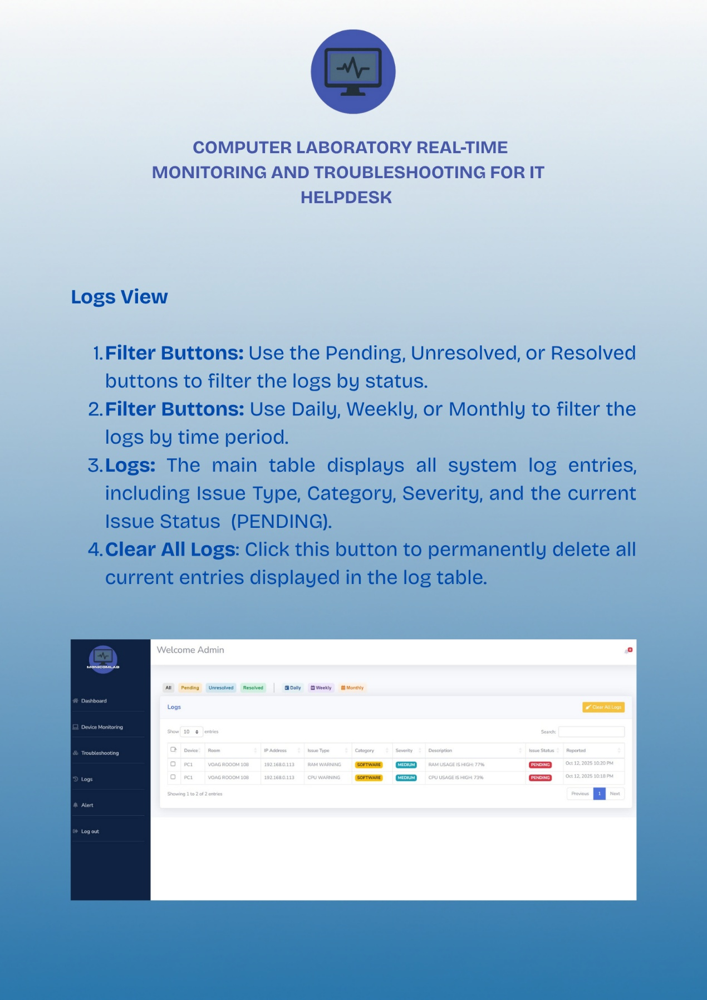 COMPUTER LABORATORY REAL-TIME
MONITORING AND TROUBLESHOOTING FOR IT
HELPDESK
Logs View
1. Filter Buttons: Use the Pending, Unresolved, or Resolved
buttons to filter the logs by status.
2. Filter Buttons: Use Daily, Weekly, or Monthly to filter the
logs by time period.
3. Logs: The main table displays all system log entries,
including Issue Type, Category, Severity, and the current
Issue Status (PENDING).
4. Clear All Logs: Click this button to permanently delete all
current entries displayed in the log table.
MONICOMLAB
Dashboard
Device Monitoring
Troubleshooting
Logs
Alert
Log out
Welcome Admin
All Pending Unresolved Resolved Daily Weekly Monthly
Logs Clear All Logs
Show 10 entries Search:
Device Room IP Address Issue Type Category Severity Description Issue Status Reported
PC1 VOAG ROOOM 108 192.168.0.113 RAM WARNING SOFTWARE MEDIUM RAM USAGE IS HIGH: 77% PENDING Oct 12, 2025 10:20 PM
PC1 VOAG ROOOM 108 192.168.0.113 CPU WARNING SOFTWARE MEDIUM CPU USAGE IS HIGH: 73% PENDING Oct 12, 2025 10:18 PM
Showing 1 to 2 of 2 entries Previous 1 Next